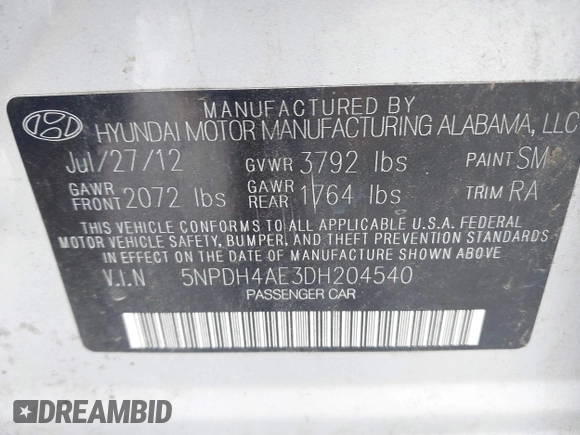 MANUFACTURED BY
HYUNDAI MOTOR MANUFACTURING ALABAMA, LLC
Jul/27/12 GVWR 3792 lbs PAINT SM
GAWR FRONT 2072 lbs GAWR REAR 1764 lbs TRIM RA
THIS VEHICLE CONFORMS TO ALL APPLICABLE U.S.A. FEDERAL
MOTOR VEHICLE SAFETY, BUMPER, AND THEFT PREVENTION STANDARDS
IN EFFECT ON THE DATE OF MANUFACTURE SHOWN ABOVE.
V.I.N 5NPDH4AE3DH204540
PASSENGER CAR
DREAMBID